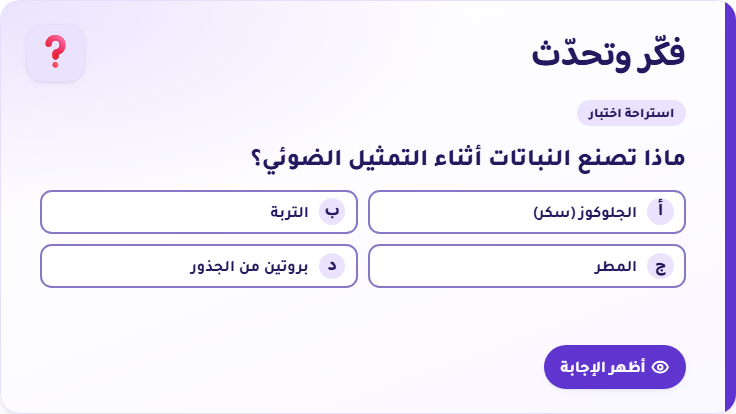 فكّر وتحدّث
❓
استراحة اختبار
ماذا تصنع النباتات أثناء التمثيل الضوئي؟
أ الجلوكوز (سكر)
ب التربة
ج المطر
د بروتين من الجذور
أظهر الإجابة